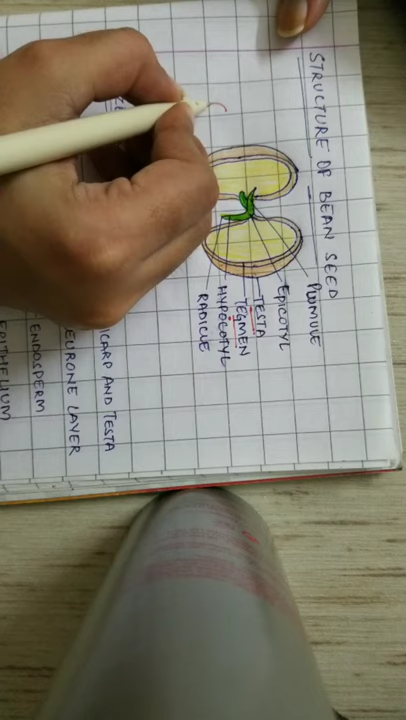 STRUCTURE OF BEAN SEED
PLUMULE
EPICOTYL
TESTA
TEGMEN
HYPOCOTYL
RADICLE
ICARP AND TESTA
EURONE LAYER
ENDOSPERM
EPITHELIUM